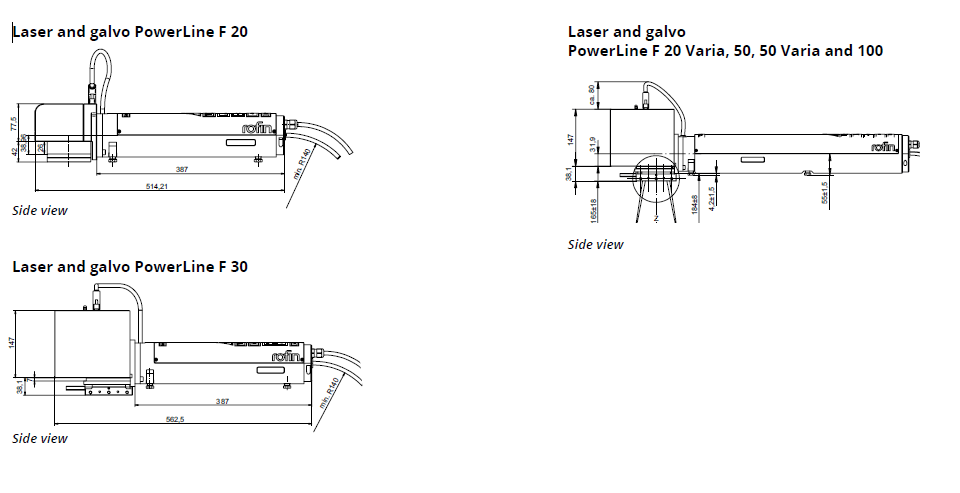 Laser and galvo PowerLine F 20
77,5
42
38,95
26
rofin
387
514,21
min. R140
Side view
Laser and galvo PowerLine F 30
147
38,1
7
rofin
387
562,5
min. R140
Side view
Laser and galvo
PowerLine F 20 Varia, 50, 50 Varia and 100
ca. 80
147
31,9
38,1
165±18
Z
184±8
4,2±1,5
55±1,5
rofin
Side view